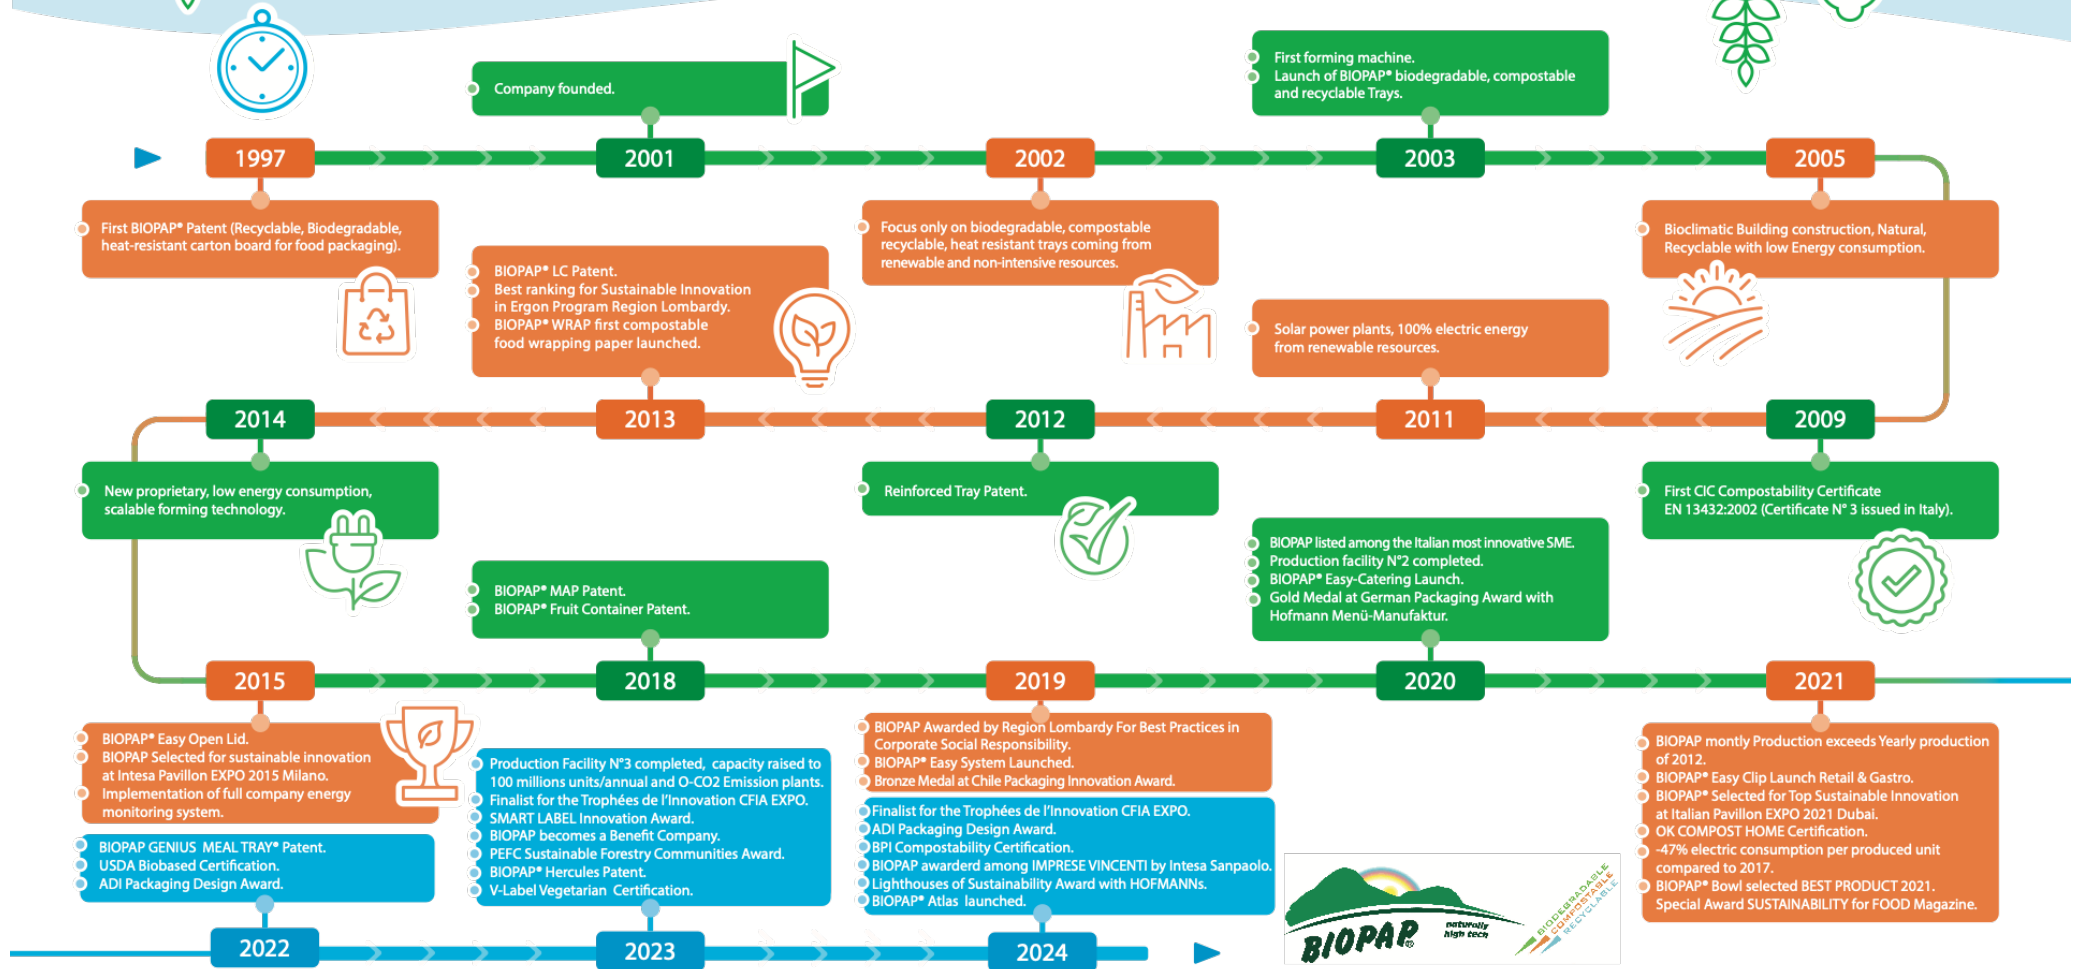 Company founded.
First forming machine.
Launch of BIOPAP® biodegradable, compostable
and recyclable Trays.
1997
2001
2002
2003
2005
First BIOPAP® Patent (Recyclable, Biodegradable,
heat-resistant carton board for food packaging).
Focus only on biodegradable, compostable
recyclable, heat resistant trays coming from
renewable and non-intensive resources.
Bioclimatic Building construction, Natural,
Recyclable with low Energy consumption.
BIOPAP® LC Patent.
Best ranking for Sustainable Innovation
in Ergon Program Region Lombardy.
BIOPAP® WRAP first compostable
food wrapping paper launched.
Solar power plants, 100% electric energy
from renewable resources.
2014
2013
2012
2011
2009
New proprietary, low energy consumption,
scalable forming technology.
Reinforced Tray Patent.
First CIC Compostability Certificate
EN 13432:2002 (Certificate N° 3 issued in Italy).
BIOPAP® MAP Patent.
BIOPAP® Fruit Container Patent.
BIOPAP listed among the Italian most innovative SME.
Production facility N°2 completed.
BIOPAP® Easy-Catering Launch.
Gold Medal at German Packaging Award with
Hofmann Menü-Manufaktur.
2015
2018
2019
2020
2021
BIOPAP® Easy Open Lid.
BIOPAP Selected for sustainable innovation
at Intesa Pavillon EXPO 2015 Milano.
Implementation of full company energy
monitoring system.
BIOPAP Awarded by Region Lombardy For Best Practices in
Corporate Social Responsibility.
BIOPAP® Easy System Launched.
Bronze Medal at Chile Packaging Innovation Award.
BIOPAP montly Production exceeds Yearly production
of 2012.
BIOPAP® Easy Clip Launch Retail & Gastro.
BIOPAP® Selected for Top Sustainable Innovation
at Italian Pavillion EXPO 2021 Dubai.
OK COMPOST HOME Certification.
-47% electric consumption per produced unit
compared to 2017.
BIOPAP® Bowl selected BEST PRODUCT 2021.
Special Award SUSTAINABILITY for FOOD Magazine.
BIOPAP GENIUS MEAL TRAY® Patent.
USDA Biobased Certification.
ADI Packaging Design Award.
Production Facility N°3 completed, capacity raised to
100 millions units/annual and O-CO2 Emission plants.
Finalist for the Trophées de l'Innovation CFIA EXPO.
SMART LABEL Innovation Award.
BIOPAP becomes a Benefit Company.
PEFC Sustainable Forestry Communities Award.
BIOPAP® Hercules Patent.
V-Label Vegetarian Certification.
Finalist for the Trophées de l'Innovation CFIA EXPO.
ADI Packaging Design Award.
BPI Compostability Certification.
BIOPAP awarderd among IMPRESE VINCENTI by Intesa Sanpaolo.
Lighthouses of Sustainability Award with HOFMANNs.
BIOPAP® Atlas launched.
2022
2023
2024
BIOPAP®
naturally
high tech
BIODEGRADABLE
COMPOSTABLE
RECYCLABLE